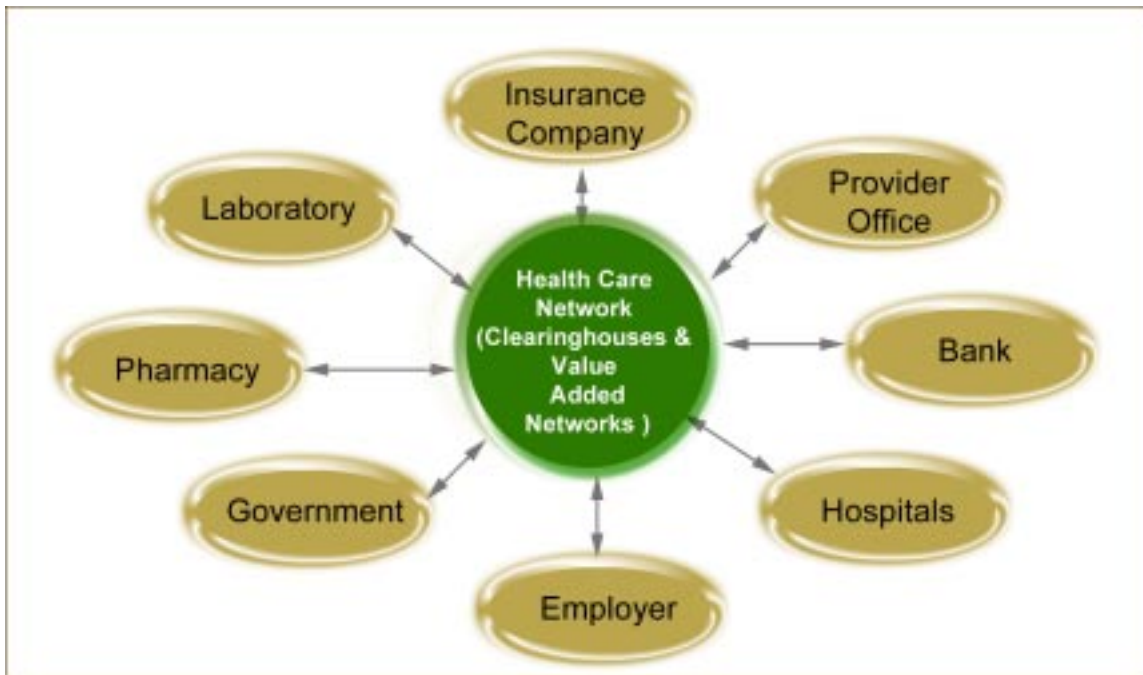 Insurance
Company
Provider
Office
Laboratory
Health Care
Network
(Clearinghouses &
Value
Added
Networks )
Bank
Pharmacy
Government
Hospitals
Employer